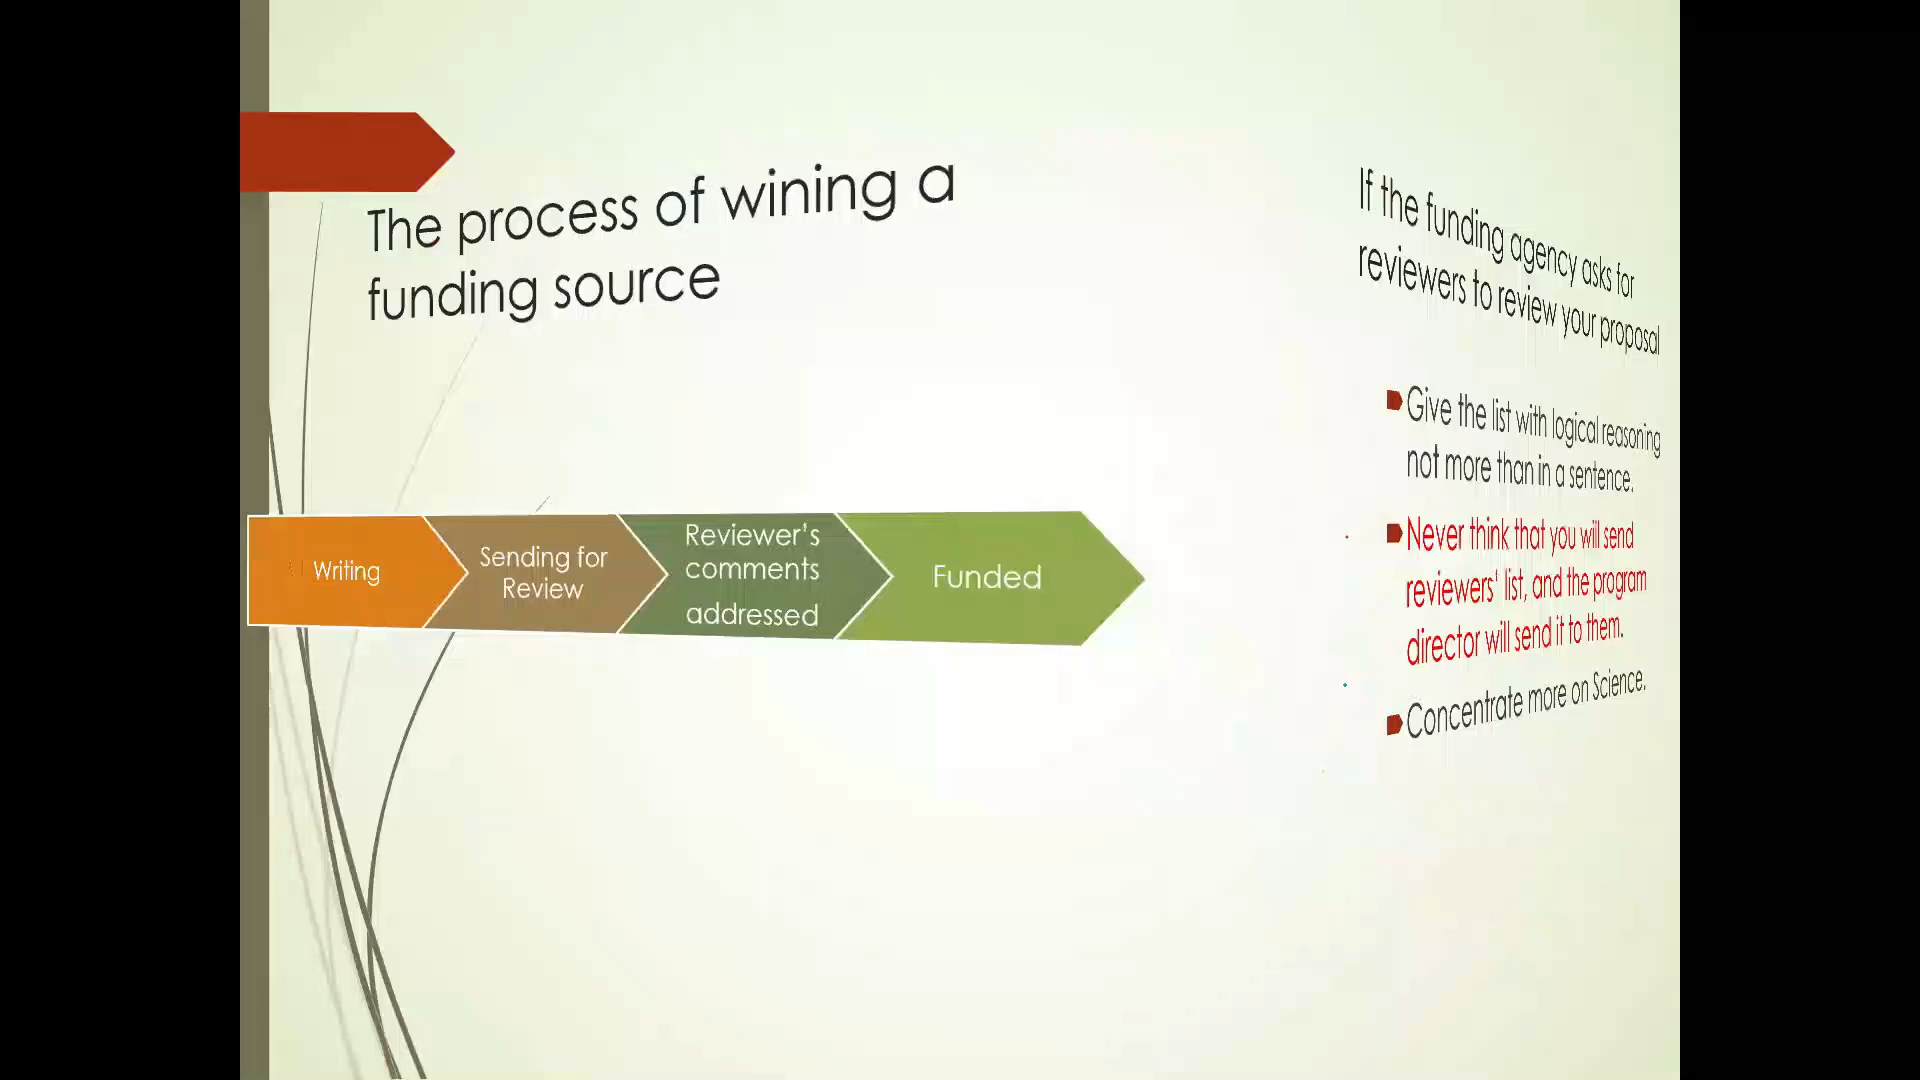 The process of wining a
funding source
Writing
Sending for
Review
Reviewer's
comments
addressed
Funded
If the funding agency asks for
reviewers to review your proposal
Give the list with logical reasoning
not more than in a sentence.
Never think that you will send
reviewers' list, and the program
director will send it to them.
Concentrate more on Science.